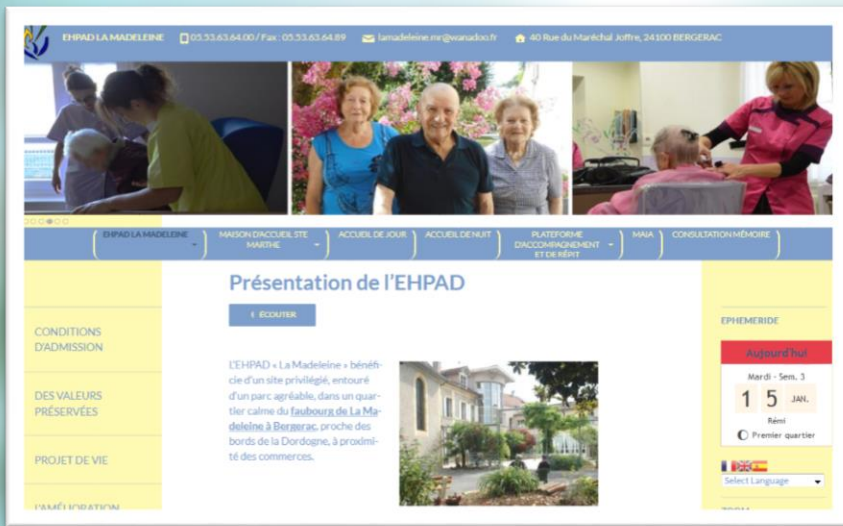 EHPAD LA MADELEINE 05.53.63.64.00 / Fax : 05.53.63.64.89 lamadeleine.mr@wanadoo.fr 40 Rue du Maréchal Joffre, 24100 BERGERAC
EHPAD LA MADELEINE
MAISON D'ACCUEIL STE
MARTHE
ACCUEIL DE JOUR
ACCUEIL DE NUIT
PLATEFORME
D'ACCOMPAGNEMENT
ET DE RÉPIT
MAIA
CONSULTATION MÉMOIRE
CONDITIONS
D'ADMISSION
DES VALEURS
PRÉSERVÉES
PROJET DE VIE
L'AMÉLIORATION
Présentation de l'EHPAD
ÉCOUTER
L'EHPAD « La Madeleine » bénéfi-
cie d'un site privilégié, entouré
d'un parc agréable, dans un quar-
tier calme du faubourg de La Ma-
deleine à Bergerac, proche des
bords de la Dordogne, à proximi-
té des commerces.
EPHEMERIDE
Aujourd'hui
Mardi - Sem. 3
1 5 JAN.
Rémi
Premier quartier
Select Language
ZOOM